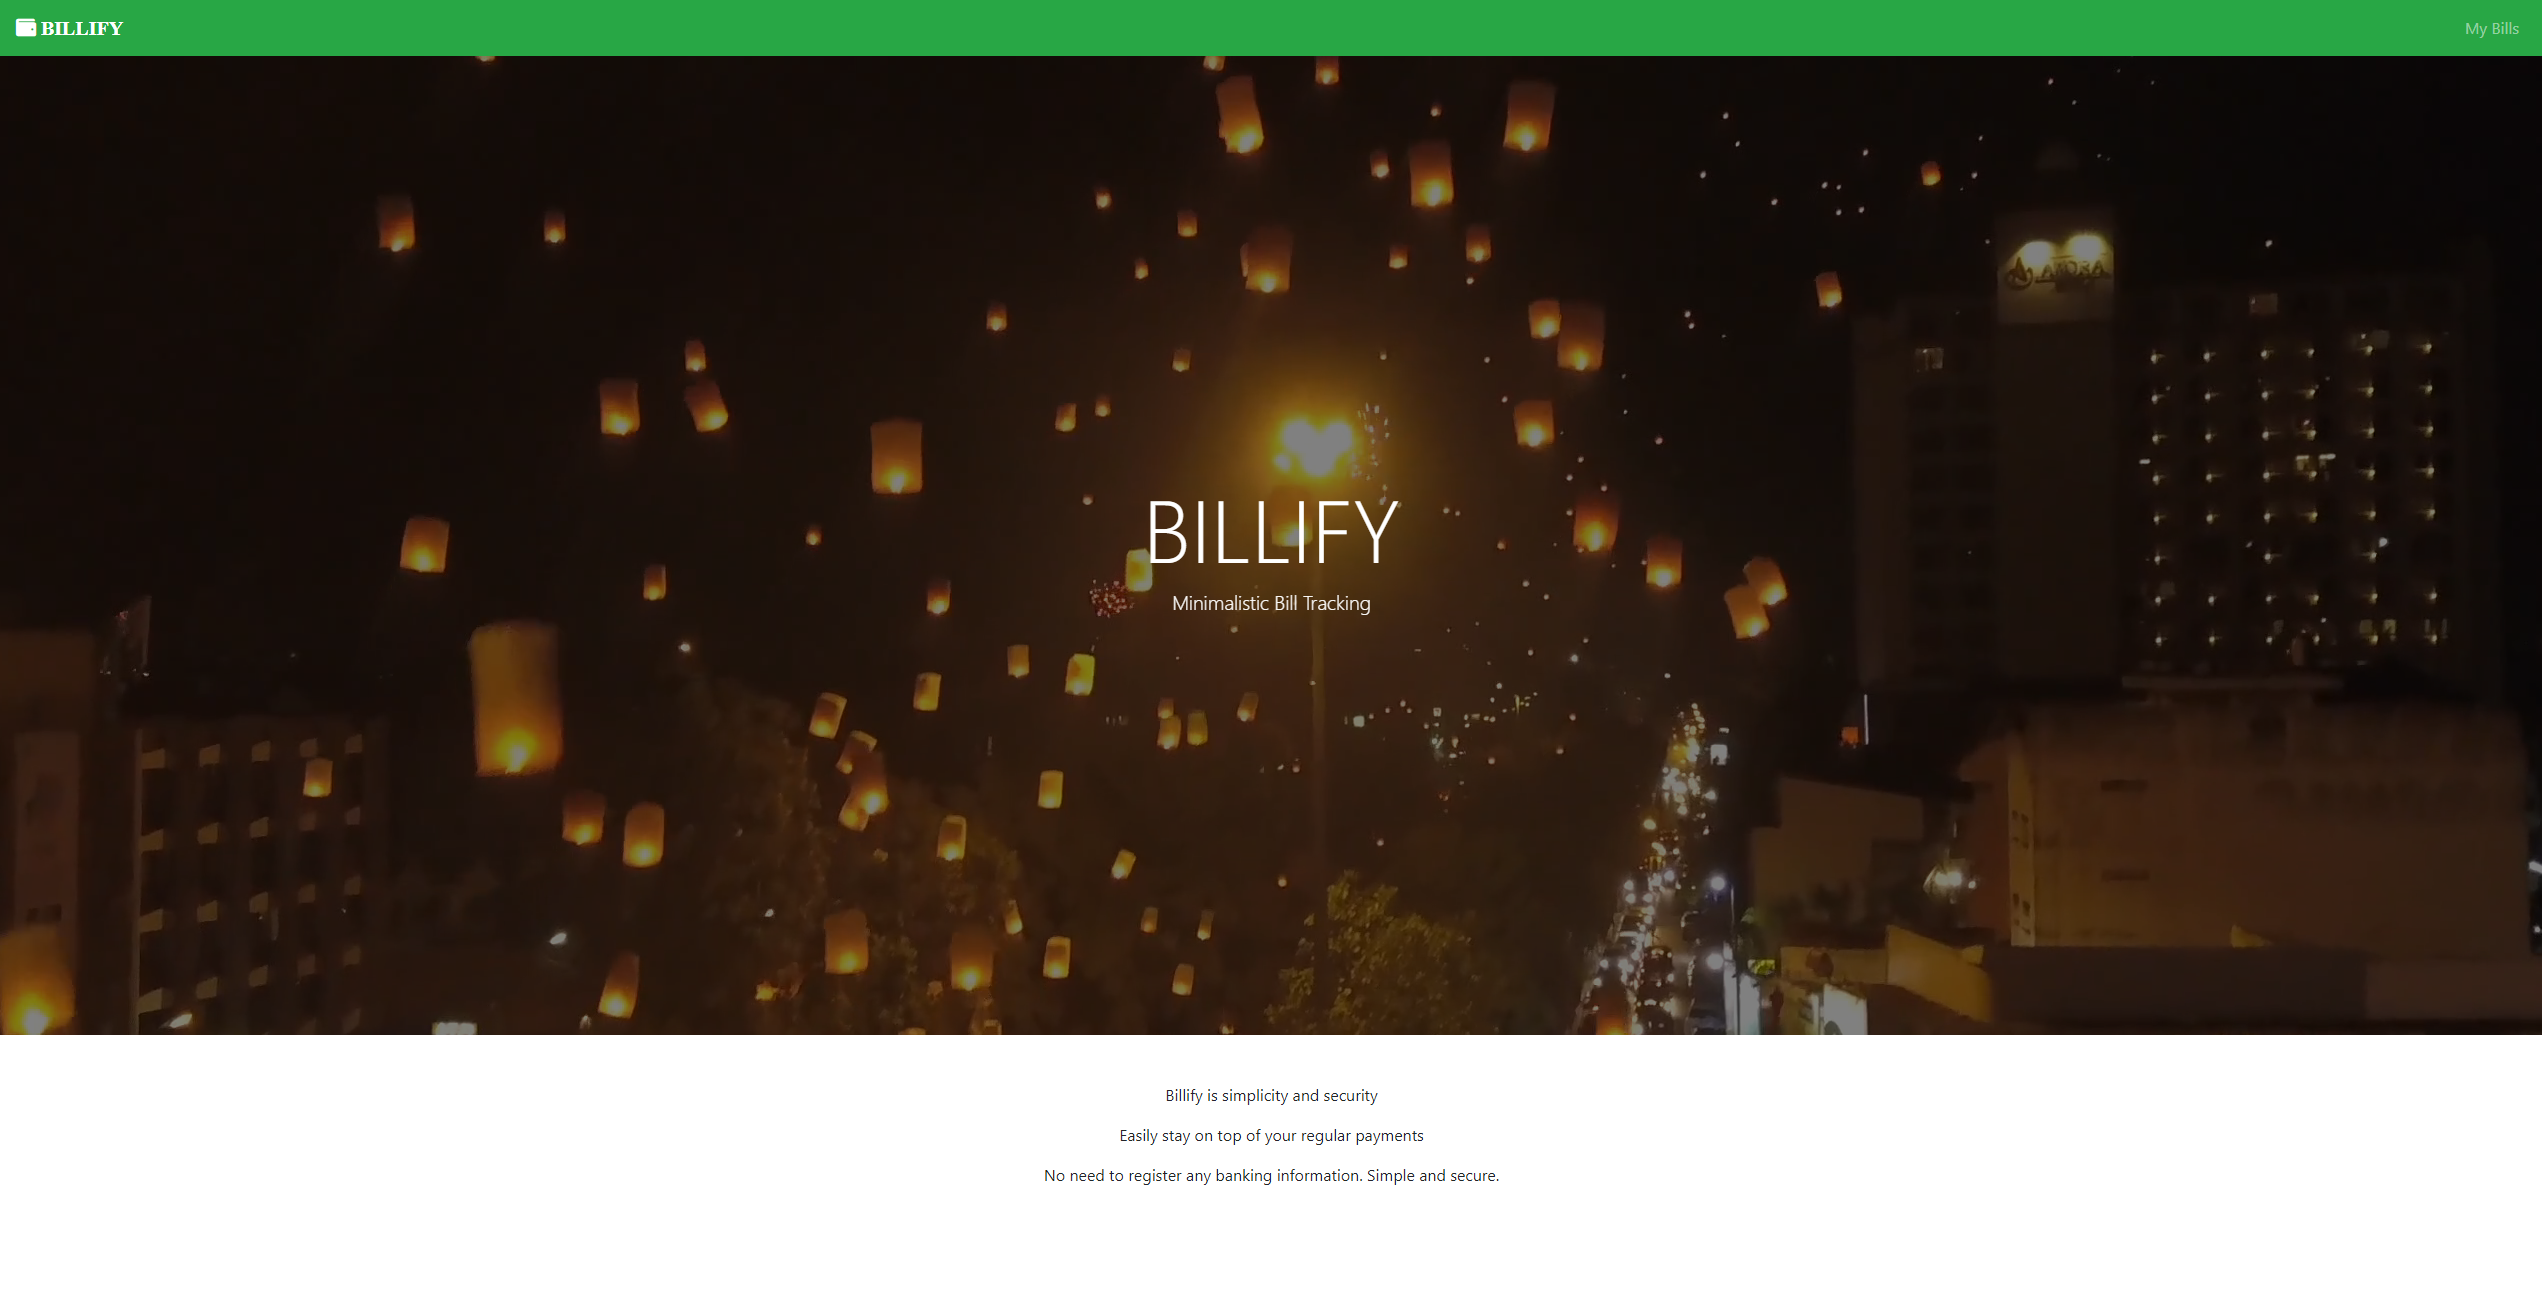 BILLIFY
My Bills
BILLIFY
Minimalistic Bill Tracking
Billify is simplicity and security
Easily stay on top of your regular payments
No need to register any banking information. Simple and secure.